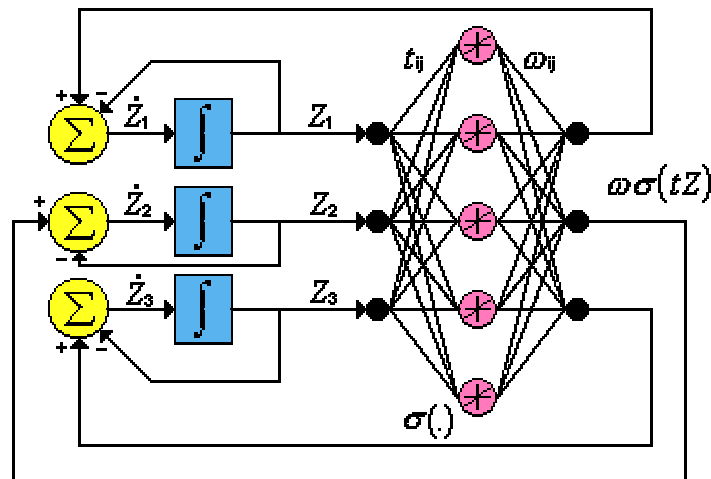 t_ij ω_ij
+ −
Σ Ż₁ ∫ Z₁
ωσ(tZ)
+
Σ Ż₂ ∫ Z₂
−
Σ Ż₃ ∫ Z₃
+ −
σ(.)